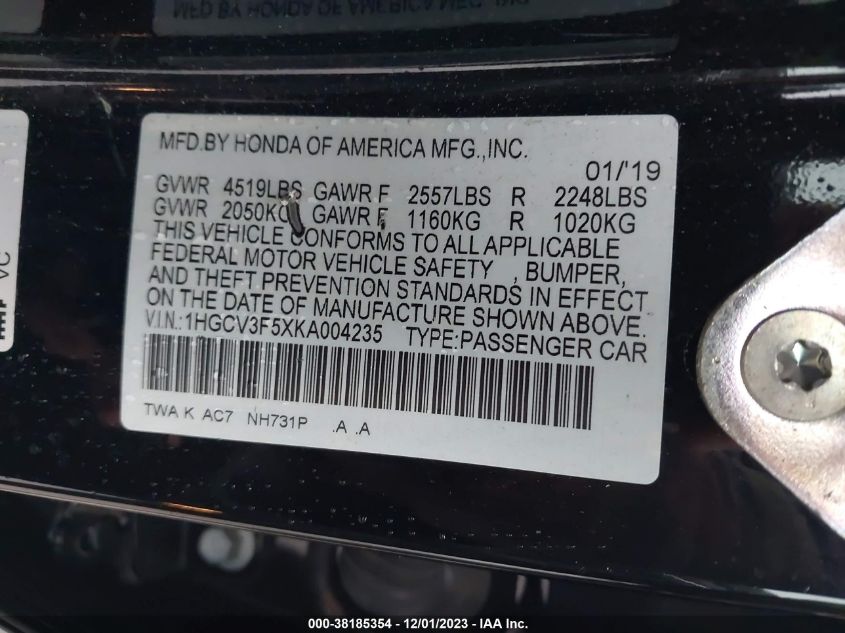 MFD.BY HONDA OF AMERICA MFG.,INC.
01/'19
GVWR 4519LBS GAWR F 2557LBS R 2248LBS
GVWR 2050KG GAWR F 1160KG R 1020KG
THIS VEHICLE CONFORMS TO ALL APPLICABLE
FEDERAL MOTOR VEHICLE SAFETY , BUMPER,
AND THEFT PREVENTION STANDARDS IN EFFECT
ON THE DATE OF MANUFACTURE SHOWN ABOVE.
V.I.N.:1HGCV3F5XKA004235 TYPE:PASSENGER CAR
TWA K AC7 NH731P .A .A
VC
000-38185354 - 12/01/2023 - IAA Inc.